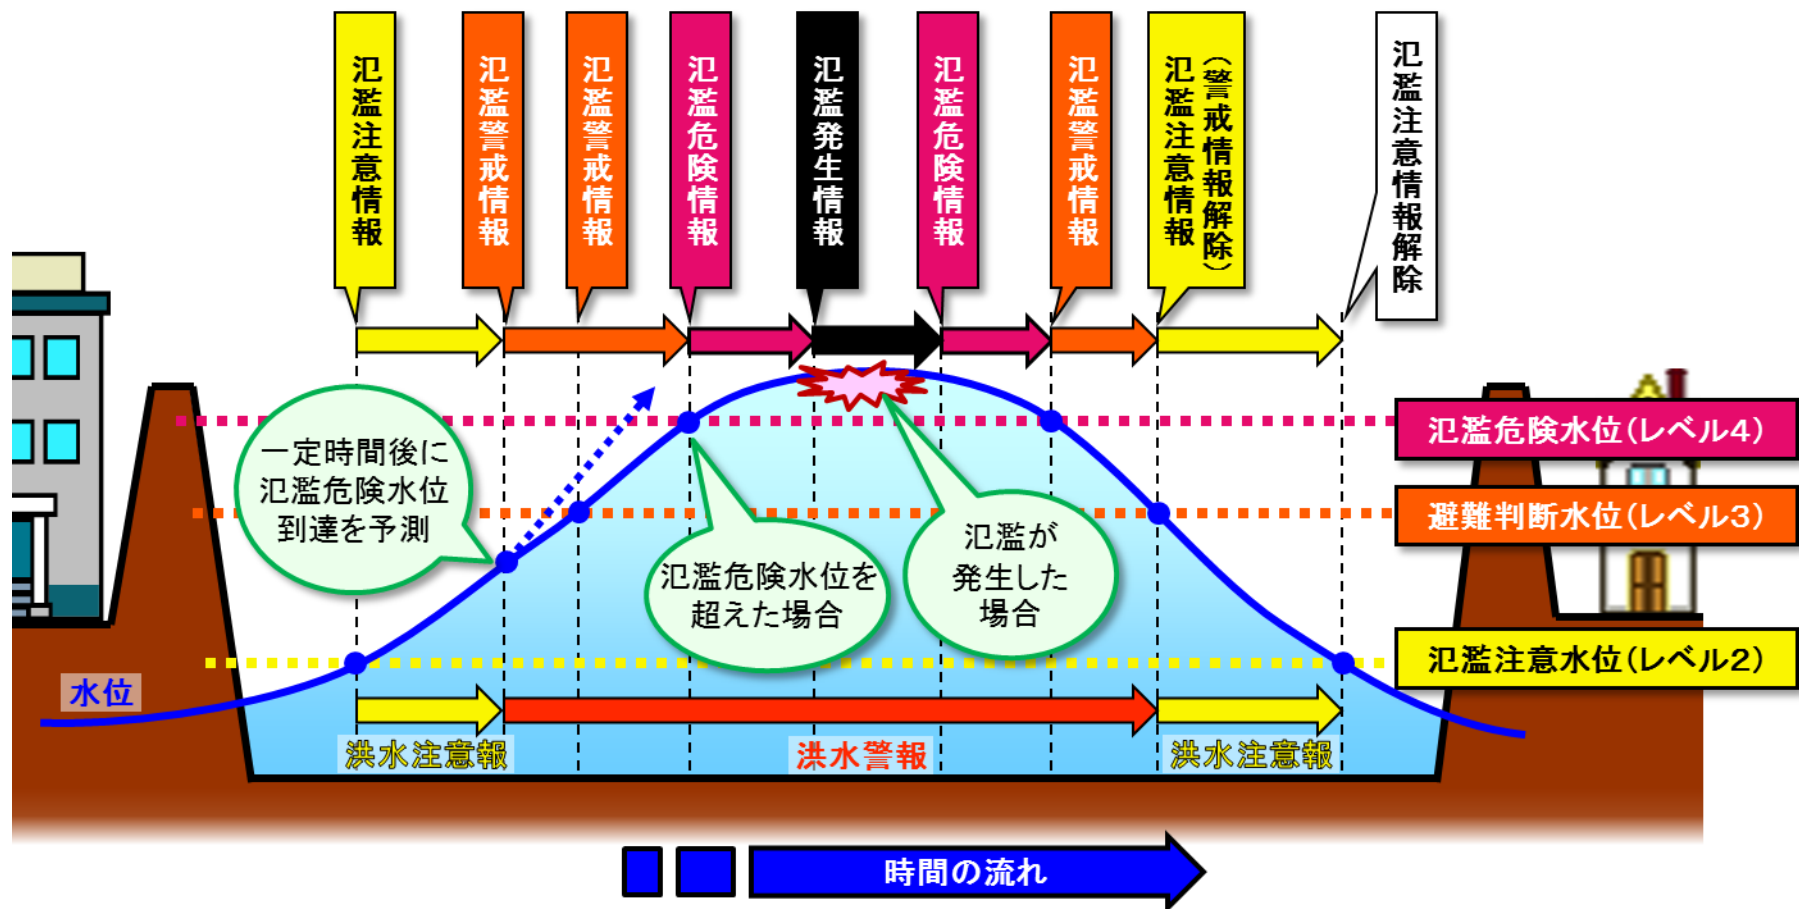 氾濫注意情報
氾濫警戒情報
氾濫警戒情報
氾濫危険情報
氾濫発生情報
氾濫危険情報
氾濫警戒情報
氾濫注意情報
(警戒情報解除)
氾濫注意情報解除
一定時間後に
氾濫危険水位
到達を予測
氾濫危険水位を
超えた場合
氾濫が
発生した
場合
氾濫危険水位(レベル4)
避難判断水位(レベル3)
氾濫注意水位(レベル2)
水位
洪水注意報
洪水警報
洪水注意報
時間の流れ